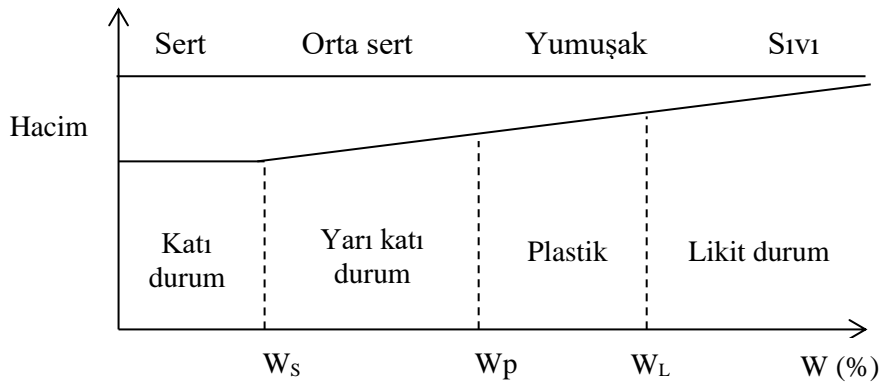 Sert Orta sert Yumuşak Sıvı
Hacim
Katı
durum
Yarı katı
durum
Plastik
Likit durum
W_S Wp W_L W (%)